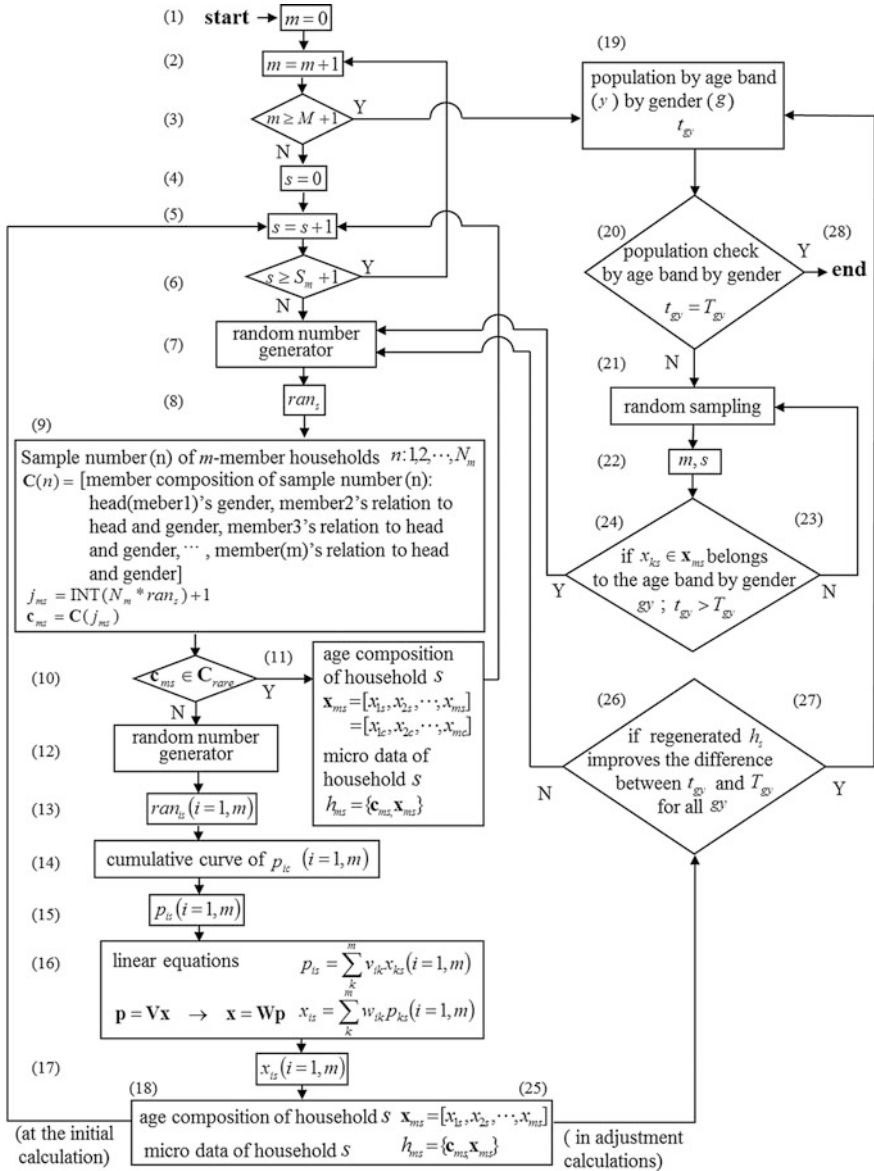 (1) start m = 0
(2) m = m + 1
(3) m ≥ M + 1 Y
N
(4) s = 0
(5) s = s + 1
(6) s ≥ S_m + 1 Y
N
(7) random number
generator
(8) ran_s
(9)
Sample number (n) of m-member households n:1,2,⋯,N_m
C(n) = [member composition of sample number (n):
head(meber1)'s gender, member2's relation to
head and gender, member3's relation to head
and gender, ⋯ , member(m)'s relation to head
and gender]
j_ms = INT(N_m * ran_s) + 1
c_ms = C(j_ms)
(10) c_ms ∈ C_rare Y
N
(11)
age composition
of household s
x_ms = [x_1s, x_2s, ⋯, x_ms]
= [x_1c, x_2c, ⋯, x_mc]
micro data of
household s
h_ms = {c_ms, x_ms}
(12) random number
generator
(13) ran_is (i = 1, m)
(14) cumulative curve of p_ic (i = 1, m)
(15) p_is (i = 1, m)
(16) linear equations p_is = ∑_k^m v_ik x_ks (i = 1, m)
p = Vx → x = Wp x_is = ∑_k^m w_ik p_ks (i = 1, m)
(17) x_is (i = 1, m)
(18) (25)
age composition of household s x_ms = [x_1s, x_2s, ⋯, x_ms]
micro data of household s h_ms = {c_ms, x_ms}
(at the initial
calculation)
( in adjustment
calculations)
(19)
population by age band
(y) by gender (g)
t_gy
(20) Y (28)
population check
by age band by gender
t_gy = T_gy
end
N
(21)
random sampling
(22) m, s
(24) (23)
if x_ks ∈ x_ms belongs
to the age band by gender
gy ; t_gy > T_gy
Y N
(26) (27)
if regenerated h_s
improves the difference
between t_gy and T_gy
for all gy
N Y